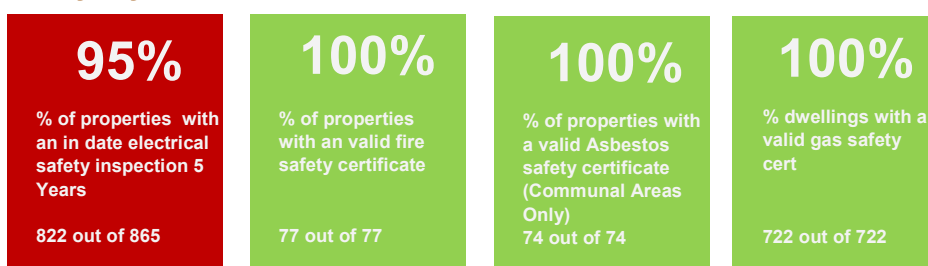 95%
% of properties with
an in date electrical
safety inspection 5
Years
822 out of 865
100%
% of properties
with an valid fire
safety certificate
77 out of 77
100%
% of properties with
a valid Asbestos
safety certificate
(Communal Areas
Only)
74 out of 74
100%
% dwellings with a
valid gas safety
cert
722 out of 722